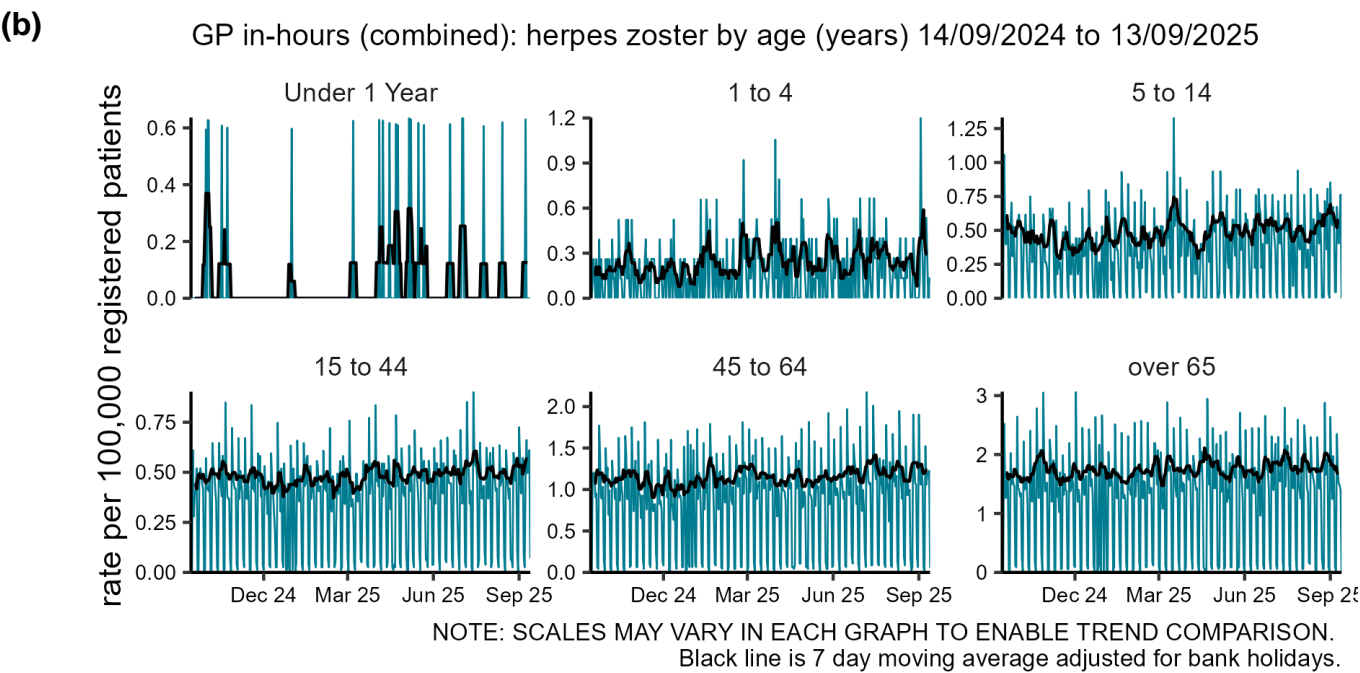 (b)
GP in-hours (combined): herpes zoster by age (years) 14/09/2024 to 13/09/2025
rate per 100,000 registered patients
Under 1 Year
0.6
0.4
0.2
0.0
1 to 4
1.2
0.9
0.6
0.3
0.0
5 to 14
1.25
1.00
0.75
0.50
0.25
0.00
15 to 44
0.75
0.50
0.25
0.00
Dec 24 Mar 25 Jun 25 Sep 25
45 to 64
2.0
1.5
1.0
0.5
0.0
Dec 24 Mar 25 Jun 25 Sep 25
over 65
3
2
1
0
Dec 24 Mar 25 Jun 25 Sep 25
NOTE: SCALES MAY VARY IN EACH GRAPH TO ENABLE TREND COMPARISON.
Black line is 7 day moving average adjusted for bank holidays.